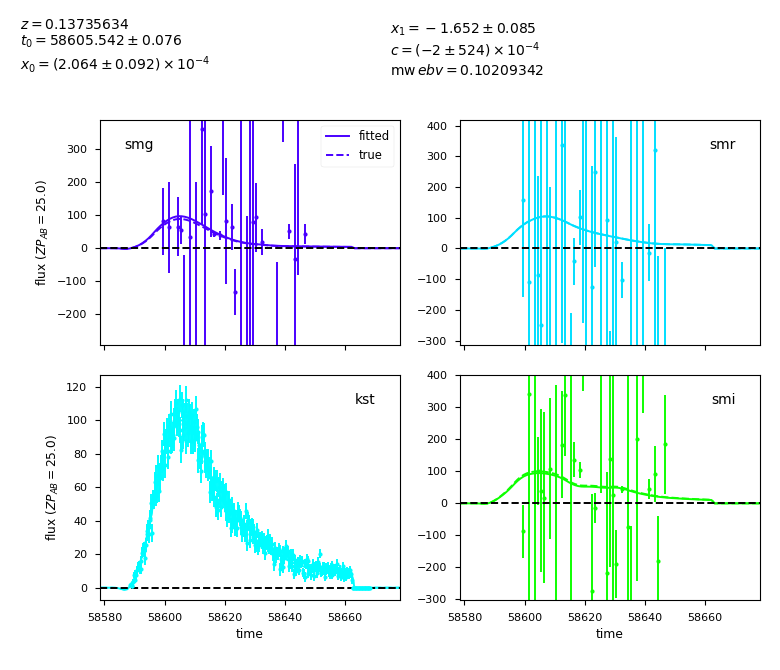 z = 0.13735634
t₀ = 58605.542 ± 0.076
x₀ = (2.064 ± 0.092) × 10⁻⁴
x₁ = −1.652 ± 0.085
c = (−2 ± 524) × 10⁻⁴
mw ebv = 0.10209342
smg
fitted
true
300
200
100
0
−100
−200
flux (ZP_AB = 25.0)
smr
400
300
200
100
0
−100
−200
−300
kst
120
100
80
60
40
20
0
flux (ZP_AB = 25.0)
58580 58600 58620 58640 58660
time
smi
400
300
200
100
0
−100
−200
−300
58580 58600 58620 58640 58660
time